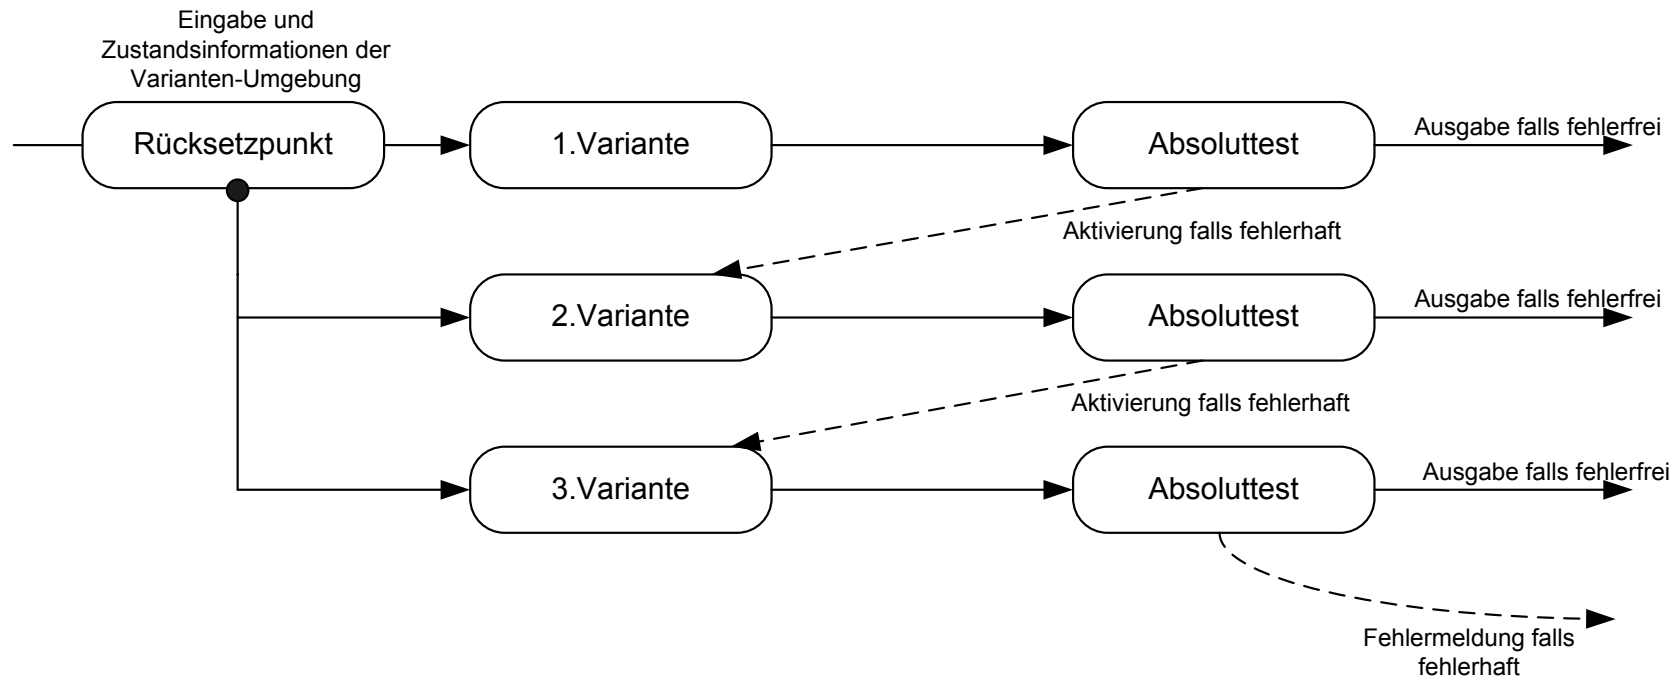 Eingabe und
Zustandsinformationen der
Varianten-Umgebung
Rücksetzpunkt
1.Variante
Absoluttest
Ausgabe falls fehlerfrei
Aktivierung falls fehlerhaft
2.Variante
Absoluttest
Ausgabe falls fehlerfrei
Aktivierung falls fehlerhaft
3.Variante
Absoluttest
Ausgabe falls fehlerfrei
Fehlermeldung falls
fehlerhaft